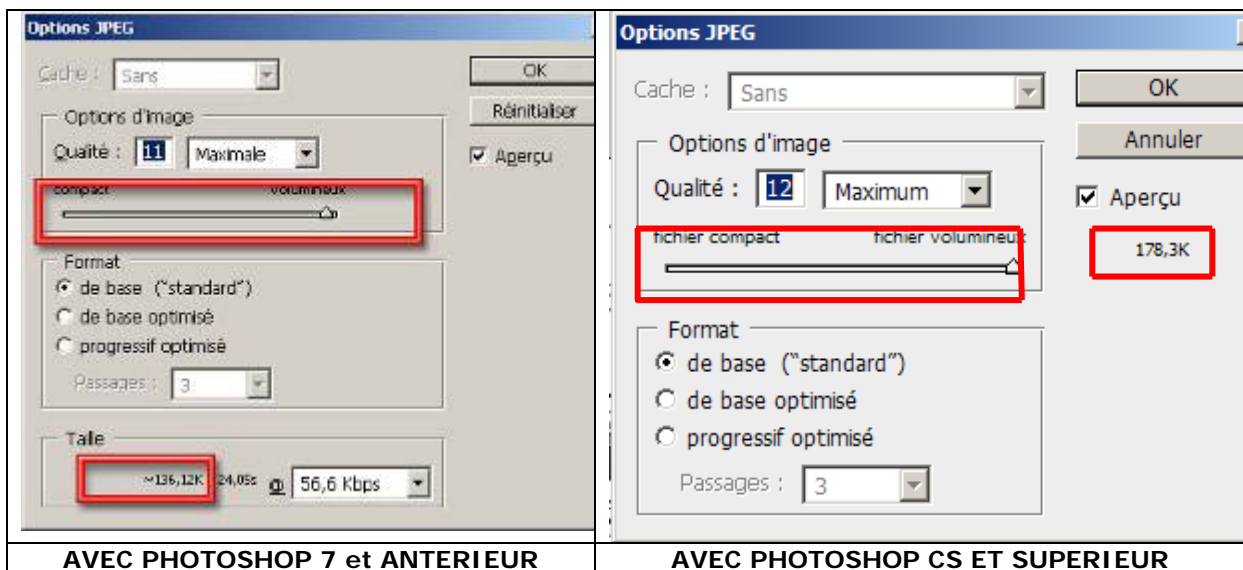 Options JPEG
Cache : Sans
OK
Réinitialiser
Aperçu
Options d'image
Qualité : 11 Maximale
compact volumineux
Format
de base ("standard")
de base optimisé
progressif optimisé
Passages : 3
Taille
~136,12K 24,05s @ 56,6 Kbps
AVEC PHOTOSHOP 7 et ANTERIEUR
Options JPEG
Cache : Sans
OK
Annuler
Aperçu
178,3K
Options d'image
Qualité : 12 Maximum
fichier compact fichier volumineux
Format
de base ("standard")
de base optimisé
progressif optimisé
Passages : 3
AVEC PHOTOSHOP CS ET SUPERIEUR